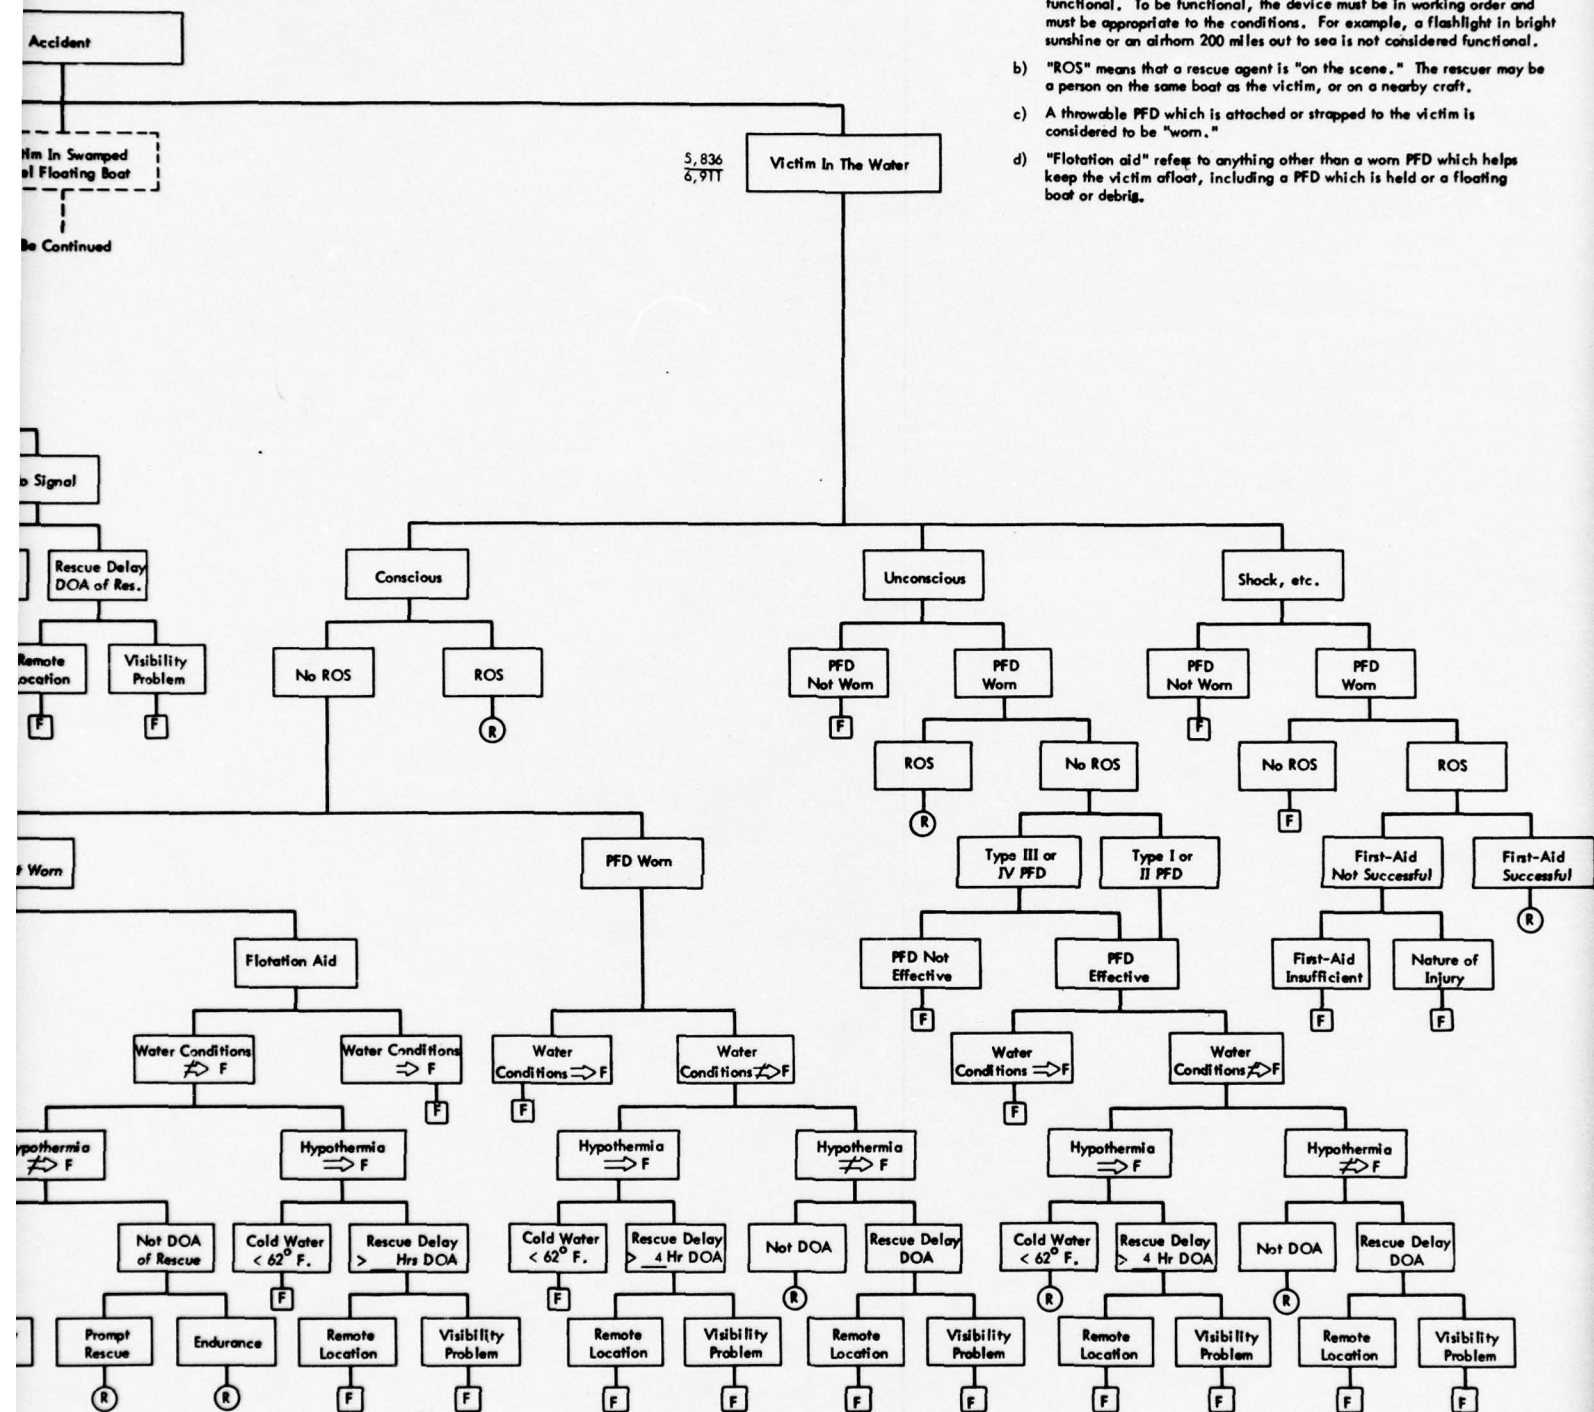 functional. To be functional, the device must be in working order and
must be appropriate to the conditions. For example, a flashlight in bright
sunshine or an airhorn 200 miles out to sea is not considered functional.
b) "ROS" means that a rescue agent is "on the scene." The rescuer may be
a person on the same boat as the victim, or on a nearby craft.
c) A throwable PFD which is attached or strapped to the victim is
considered to be "worn."
d) "Flotation aid" refers to anything other than a worn PFD which helps
keep the victim afloat, including a PFD which is held or a floating
boat or debris.
Accident
In Swamped
Floating Boat
Continued
5,836
6,911
Victim In The Water
Signal
Rescue Delay
DOA of Res.
Remote
Visibility
Problem
F
F
Conscious
Unconscious
Shock, etc.
No ROS
ROS
R
PFD
Not Worn
F
PFD
Worn
PFD
Not Worn
F
PFD
Worn
ROS
R
No ROS
No ROS
F
ROS
Worn
PFD Worn
Type III or
IV PFD
Type I or
II PFD
First-Aid
Not Successful
First-Aid
Successful
R
Flotation Aid
PFD Not
Effective
F
PFD
Effective
First-Aid
Insufficient
F
Nature of
Injury
F
Water Conditions
⇏ F
Water Conditions
⇒ F
F
Water
Conditions ⇒ F
F
Water
Conditions ⇏ F
Water
Conditions ⇒ F
F
Water
Conditions ⇏ F
⇏ F
Hypothermia
⇒ F
Hypothermia
⇒ F
Hypothermia
⇏ F
Hypothermia
⇒ F
Hypothermia
⇏ F
Not DOA
of Rescue
Cold Water
< 62° F.
F
Rescue Delay
> ___ Hrs DOA
Cold Water
< 62° F.
F
Rescue Delay
> 4 Hr DOA
Not DOA
R
Rescue Delay
DOA
Cold Water
< 62° F.
R
Rescue Delay
> 4 Hr DOA
Not DOA
R
Rescue Delay
DOA
Prompt
Rescue
R
Endurance
R
Remote
Location
F
Visibility
Problem
F
Remote
Location
F
Visibility
Problem
F
Remote
Location
F
Visibility
Problem
F
Remote
Location
F
Visibility
Problem
F
Remote
Location
F
Visibility
Problem
F